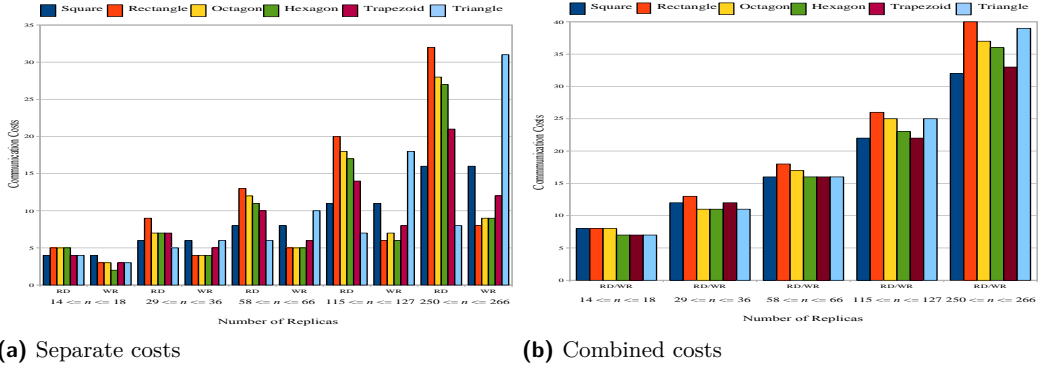 Square Rectangle Octagon Hexagon Trapezoid Triangle
35
30
25
20
15
10
5
0
Communication Costs
RD WR RD WR RD WR RD WR RD WR
14 <= n <= 18 29 <= n <= 36 58 <= n <= 66 115 <= n <= 127 250 <= n <= 266
Number of Replicas
(a) Separate costs
Square Rectangle Octagon Hexagon Trapezoid Triangle
40
35
30
25
20
15
10
5
0
Communication Costs
RD/WR RD/WR RD/WR RD/WR RD/WR
14 <= n <= 18 29 <= n <= 36 58 <= n <= 66 115 <= n <= 127 250 <= n <= 266
Number of Replicas
(b) Combined costs